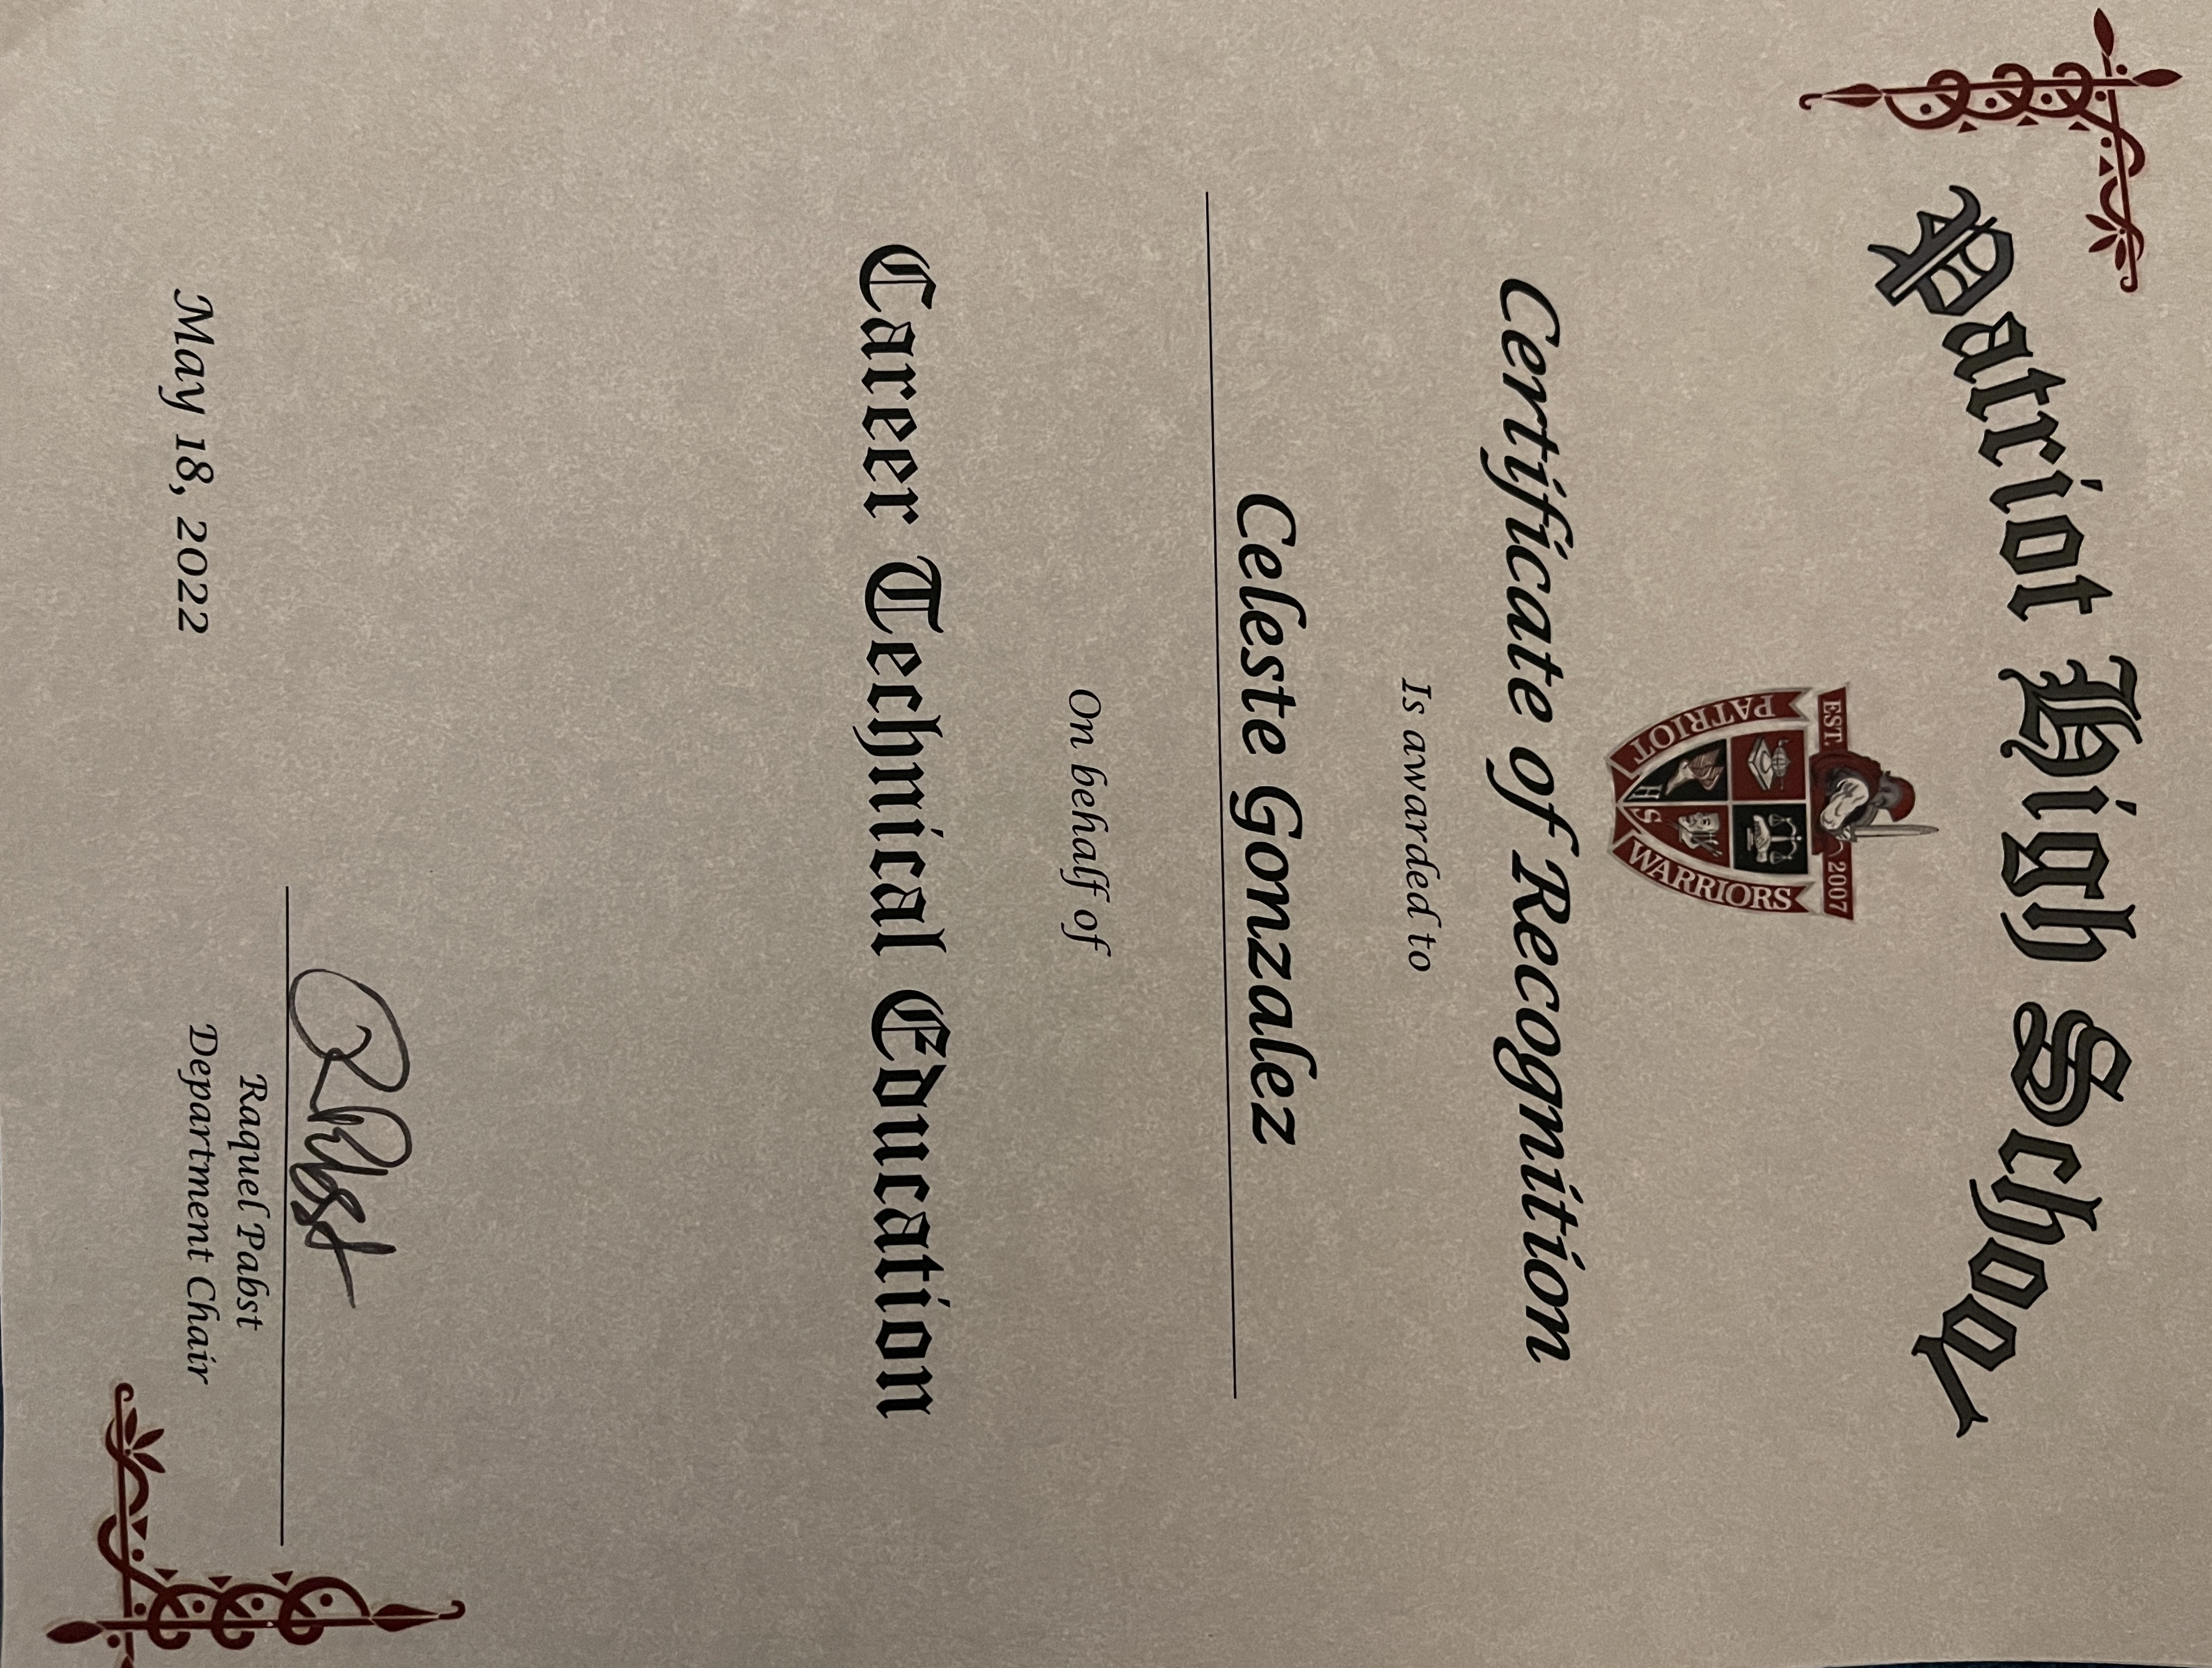 Patriot High School
EST. 2007
PATRIOT HS WARRIORS
Certificate of Recognition
Is awarded to
Celeste Gonzalez
On behalf of
Career Technical Education
May 18, 2022
Raquel Pabst
Department Chair